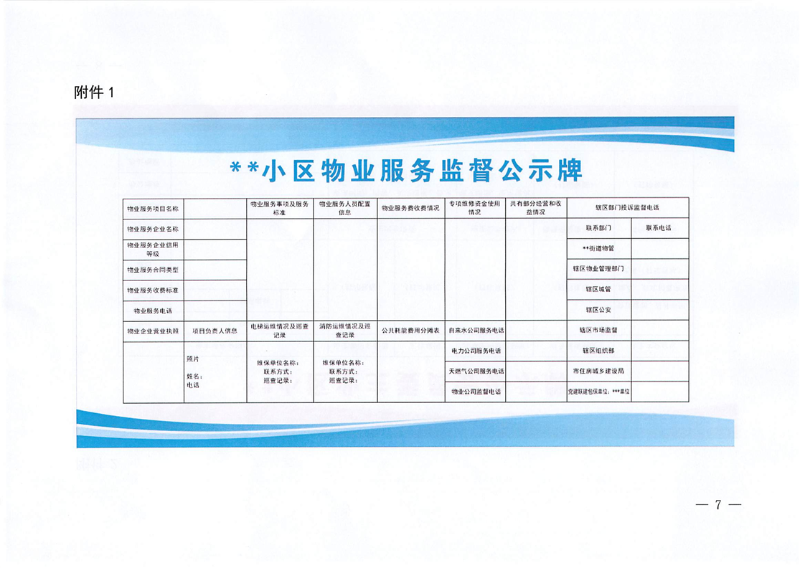 附件 1
**小区物业服务监督公示牌
物业服务项目名称
物业服务事项及服务
标准
物业服务人员配置
信息
物业服务费收费情况
专项维修资金使用
情况
共有部分经营和收
益情况
辖区部门投诉监督电话
物业服务企业名称
联系部门
联系电话
物业服务企业信用
等级
**街道物管
物业服务合同类型
辖区物业管理部门
物业服务收费标准
辖区城管
物业服务电话
辖区公安
物业企业营业执照
项目负责人信息
电梯运维情况及巡查
记录
消防运维情况及巡
查记录
公共耗能费用分摊表
自来水公司服务电话
辖区市场监督
照片
姓名：
电话
维保单位名称：
联系方式：
巡查记录：
维保单位名称：
联系方式：
巡查记录：
电力公司服务电话
辖区组织部
天燃气公司服务电话
市住房城乡建设局
物业公司监督电话
党建联建包保单位：***单位
— 7 —